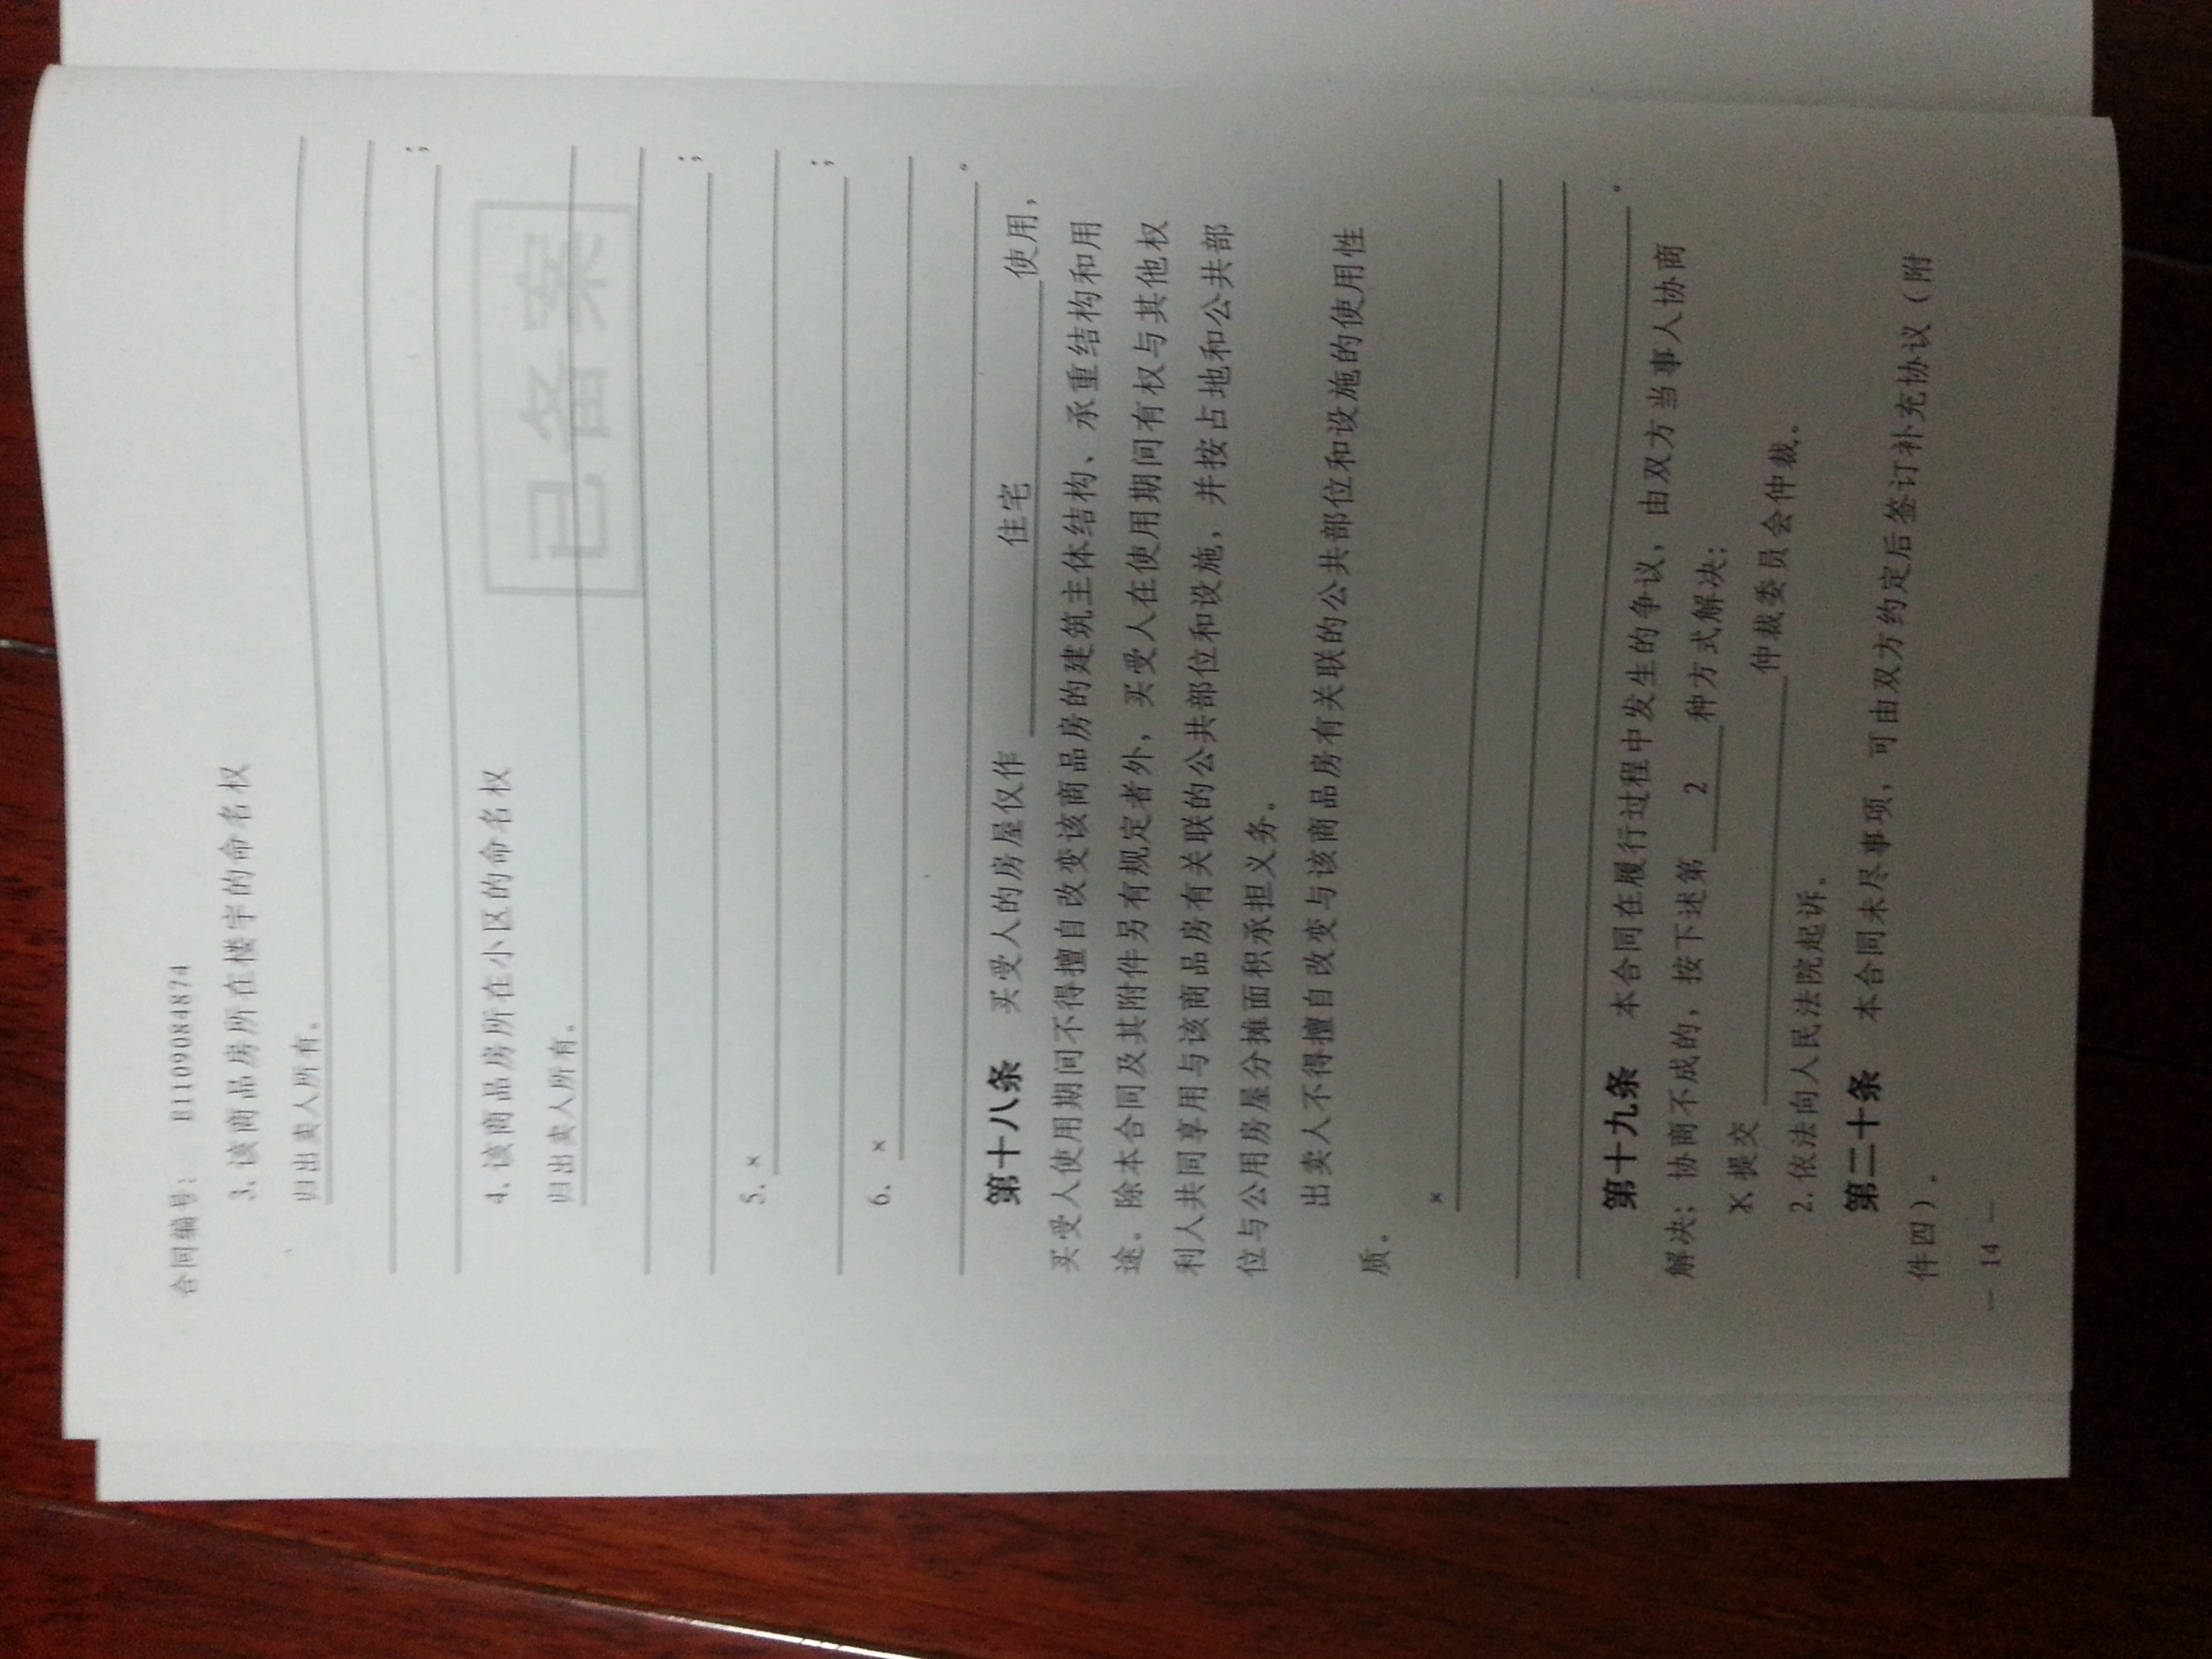 合同编号: R110904874
3. 该商品房所在楼宇的命名权
归出卖人所有。
;
4. 该商品房所在小区的命名权
归出卖人所有。
已备案
;
5. ×
;
6. ×
。
第十八条 买受人的房屋仅作 住宅 使用,
买受人使用期间不得擅自改变该商品房的建筑主体结构、承重结构和用
途。除本合同及其附件另有规定者外, 买受人在使用期间有权与其他权
利人共同享用与该商品房有关联的公共部位和设施, 并按占地和公共部
位与公用房屋分摊面积承担义务。
出卖人不得擅自改变与该商品房有关联的公共部位和设施的使用性
质。
×
。
第十九条 本合同在履行过程中发生的争议, 由双方当事人协商
解决; 协商不成的, 按下述第 2 种方式解决:
X 提交 仲裁委员会仲裁。
2. 依法向人民法院起诉。
第二十条 本合同未尽事项, 可由双方约定后签订补充协议 (附
件四)。
— 14 —